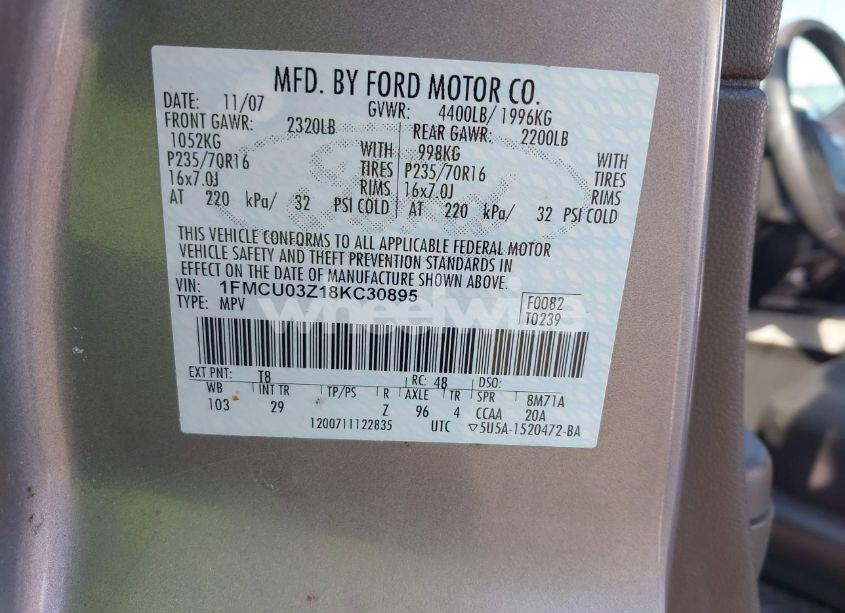 MFD. BY FORD MOTOR CO.
DATE: 11/07 GVWR: 4400LB/ 1996KG
FRONT GAWR: 2320LB REAR GAWR: 2200LB
1052KG WITH 998KG WITH
P235/70R16 TIRES P235/70R16 TIRES
16x7.0J RIMS 16x7.0J RIMS
AT 220 kPa/ 32 PSI COLD AT 220 kPa/ 32 PSI COLD
THIS VEHICLE CONFORMS TO ALL APPLICABLE FEDERAL MOTOR
VEHICLE SAFETY AND THEFT PREVENTION STANDARDS IN
EFFECT ON THE DATE OF MANUFACTURE SHOWN ABOVE.
VIN: 1FMCU03Z18KC30895 F0082
TYPE: MPV T0239
EXT PNT: T8 RC: 48 DSO:
WB INT TR TP/PS R AXLE TR SPR 8M71A
103 29 Z 96 4 CCAA 20A
1200711122835 UTC ▽5U5A-1520472-BA